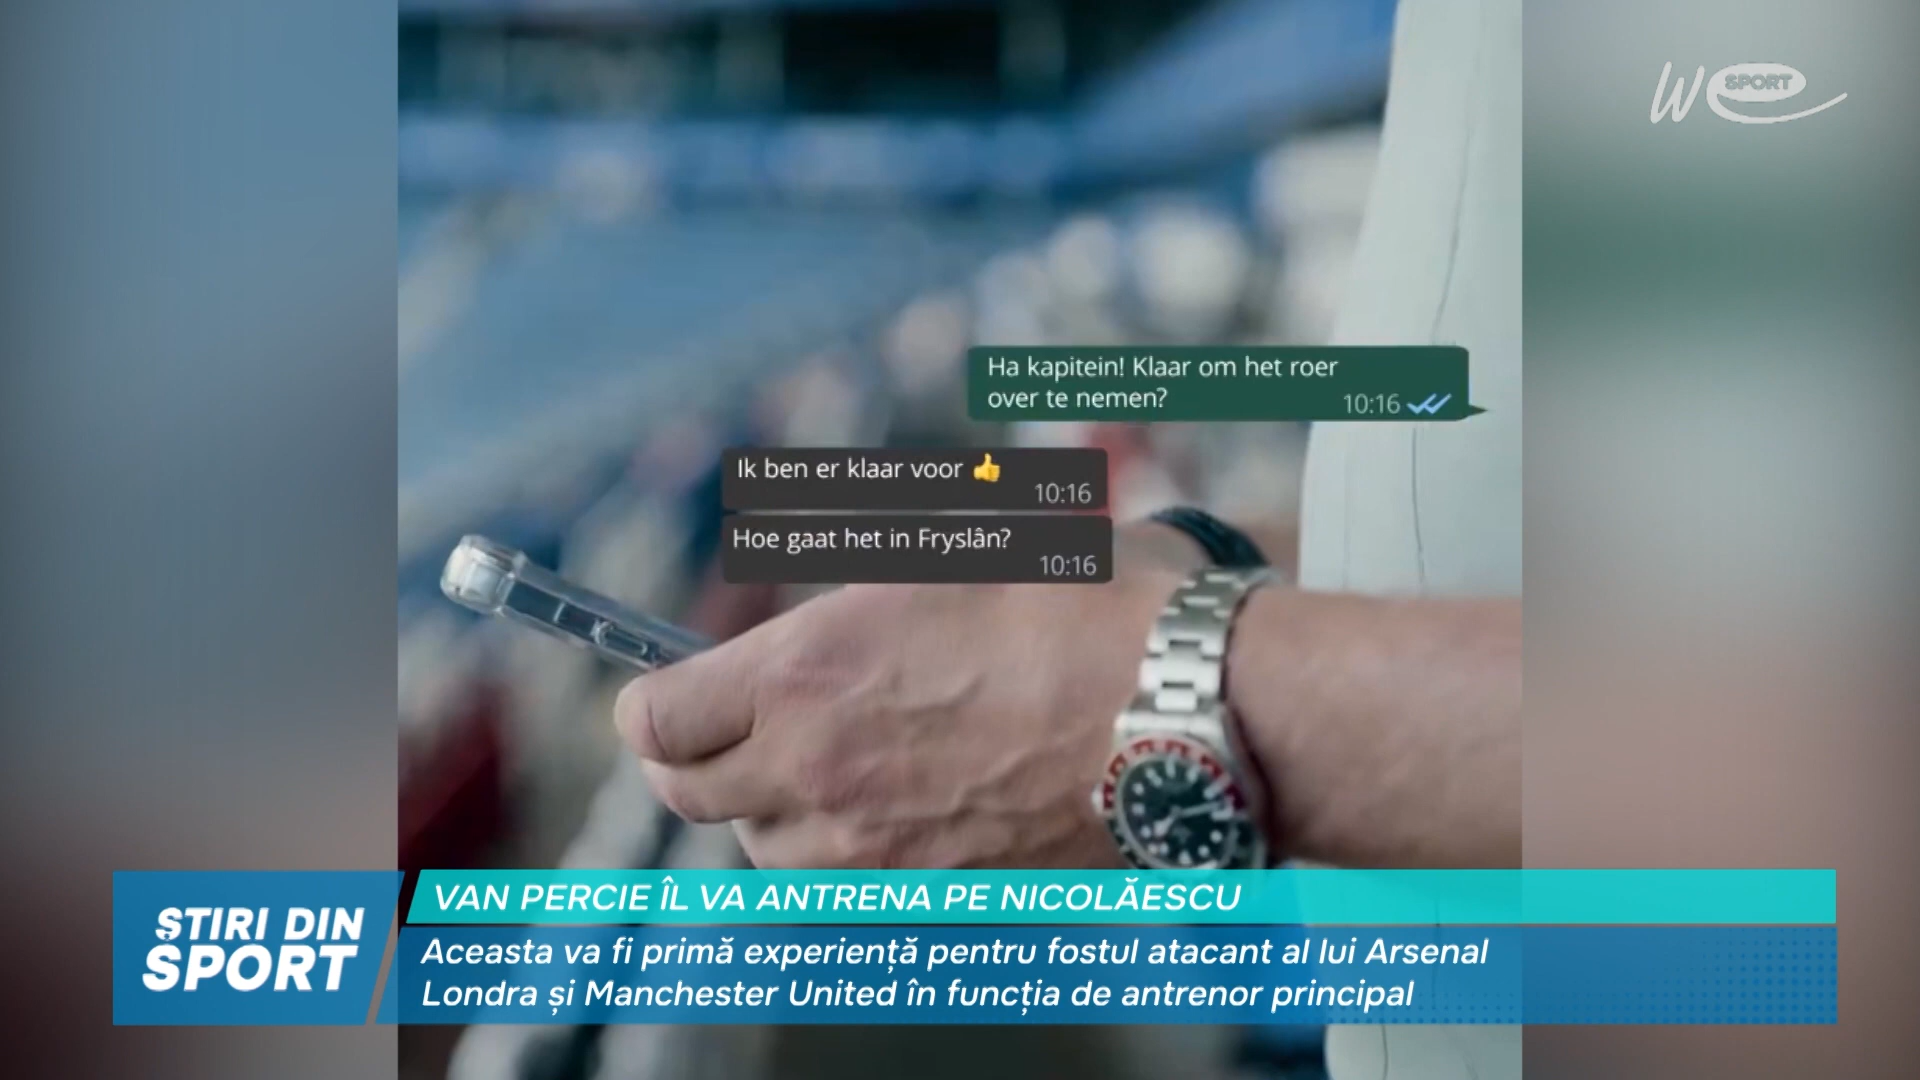 W SPORT
Ha kapitein! Klaar om het roer
over te nemen?
10:16
Ik ben er klaar voor 👍
10:16
Hoe gaat het in Fryslân?
10:16
ȘTIRI DIN
SPORT
VAN PERCIE ÎL VA ANTRENA PE NICOLĂESCU
Aceasta va fi primă experiență pentru fostul atacant al lui Arsenal
Londra și Manchester United în funcția de antrenor principal